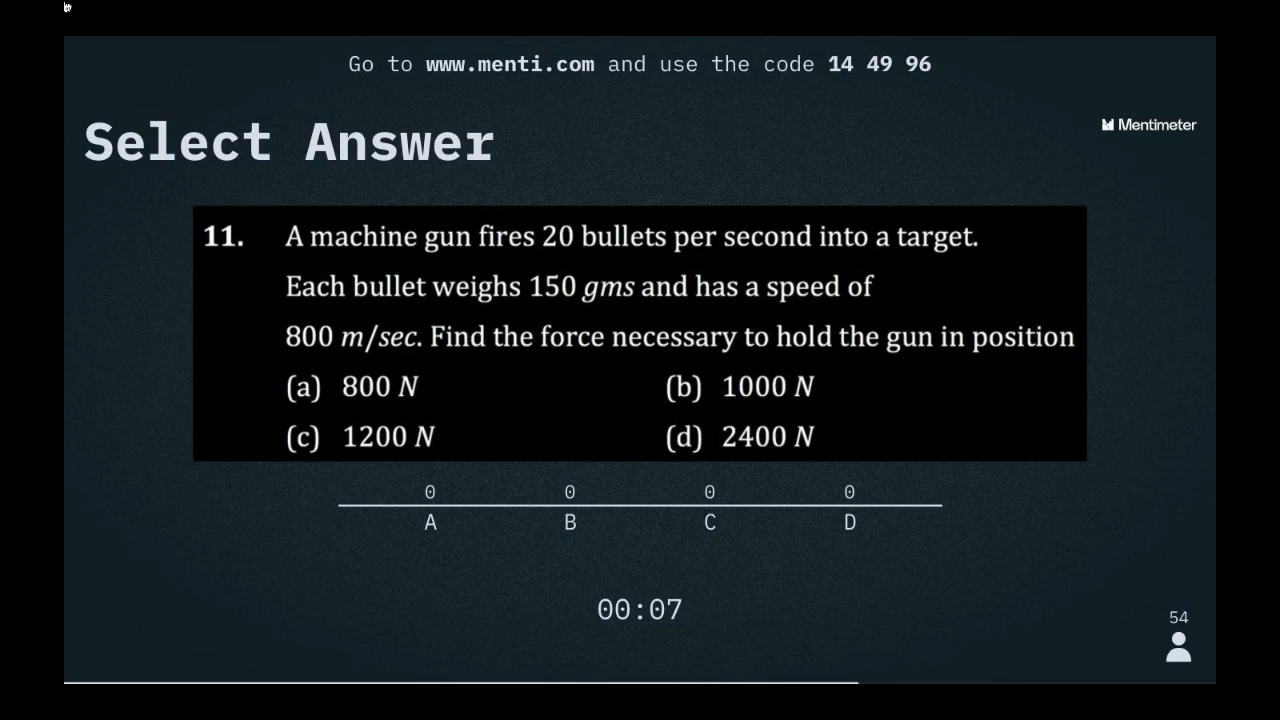 Go to www.menti.com and use the code 14 49 96
Select Answer
Mentimeter
11. A machine gun fires 20 bullets per second into a target.
Each bullet weighs 150 gms and has a speed of
800 m/sec. Find the force necessary to hold the gun in position
(a) 800 N (b) 1000 N
(c) 1200 N (d) 2400 N
0 0 0 0
A B C D
00:07
54